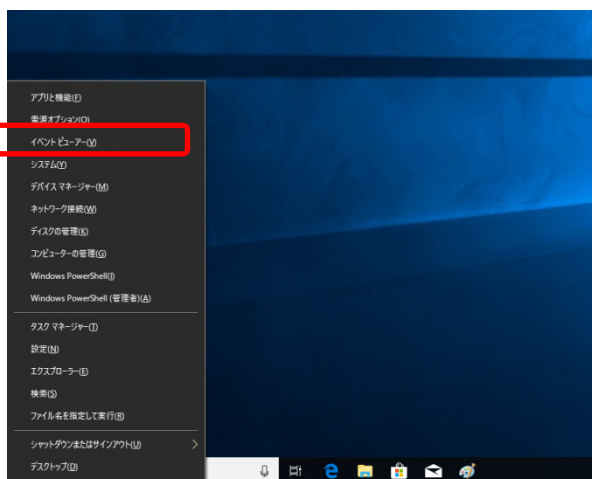 アプリと機能(F)
電源オプション(O)
イベント ビューアー(V)
システム(Y)
デバイス マネージャー(M)
ネットワーク接続(W)
ディスクの管理(K)
コンピューターの管理(G)
Windows PowerShell(I)
Windows PowerShell (管理者)(A)
タスク マネージャー(T)
設定(N)
エクスプローラー(E)
検索(S)
ファイル名を指定して実行(R)
シャットダウンまたはサインアウト(U)
デスクトップ(D)